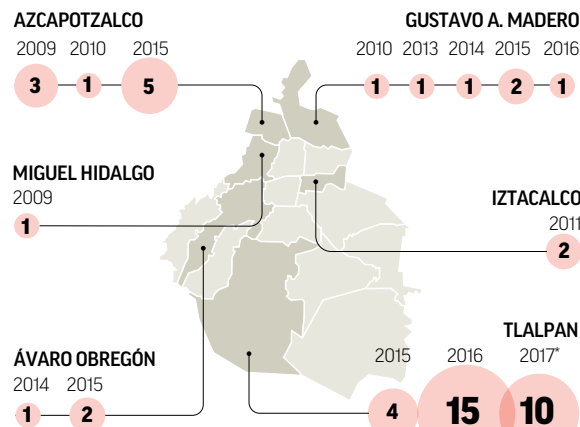 AZCAPOTZALCO
2009 2010 2015
3 1 5
GUSTAVO A. MADERO
2010 2013 2014 2015 2016
1 1 1 2 1
MIGUEL HIDALGO
2009
1
IZTACALCO
2011
2
ÁVARO OBREGÓN
2014 2015
1 2
TLALPAN
2015 2016 2017*
4 15 10